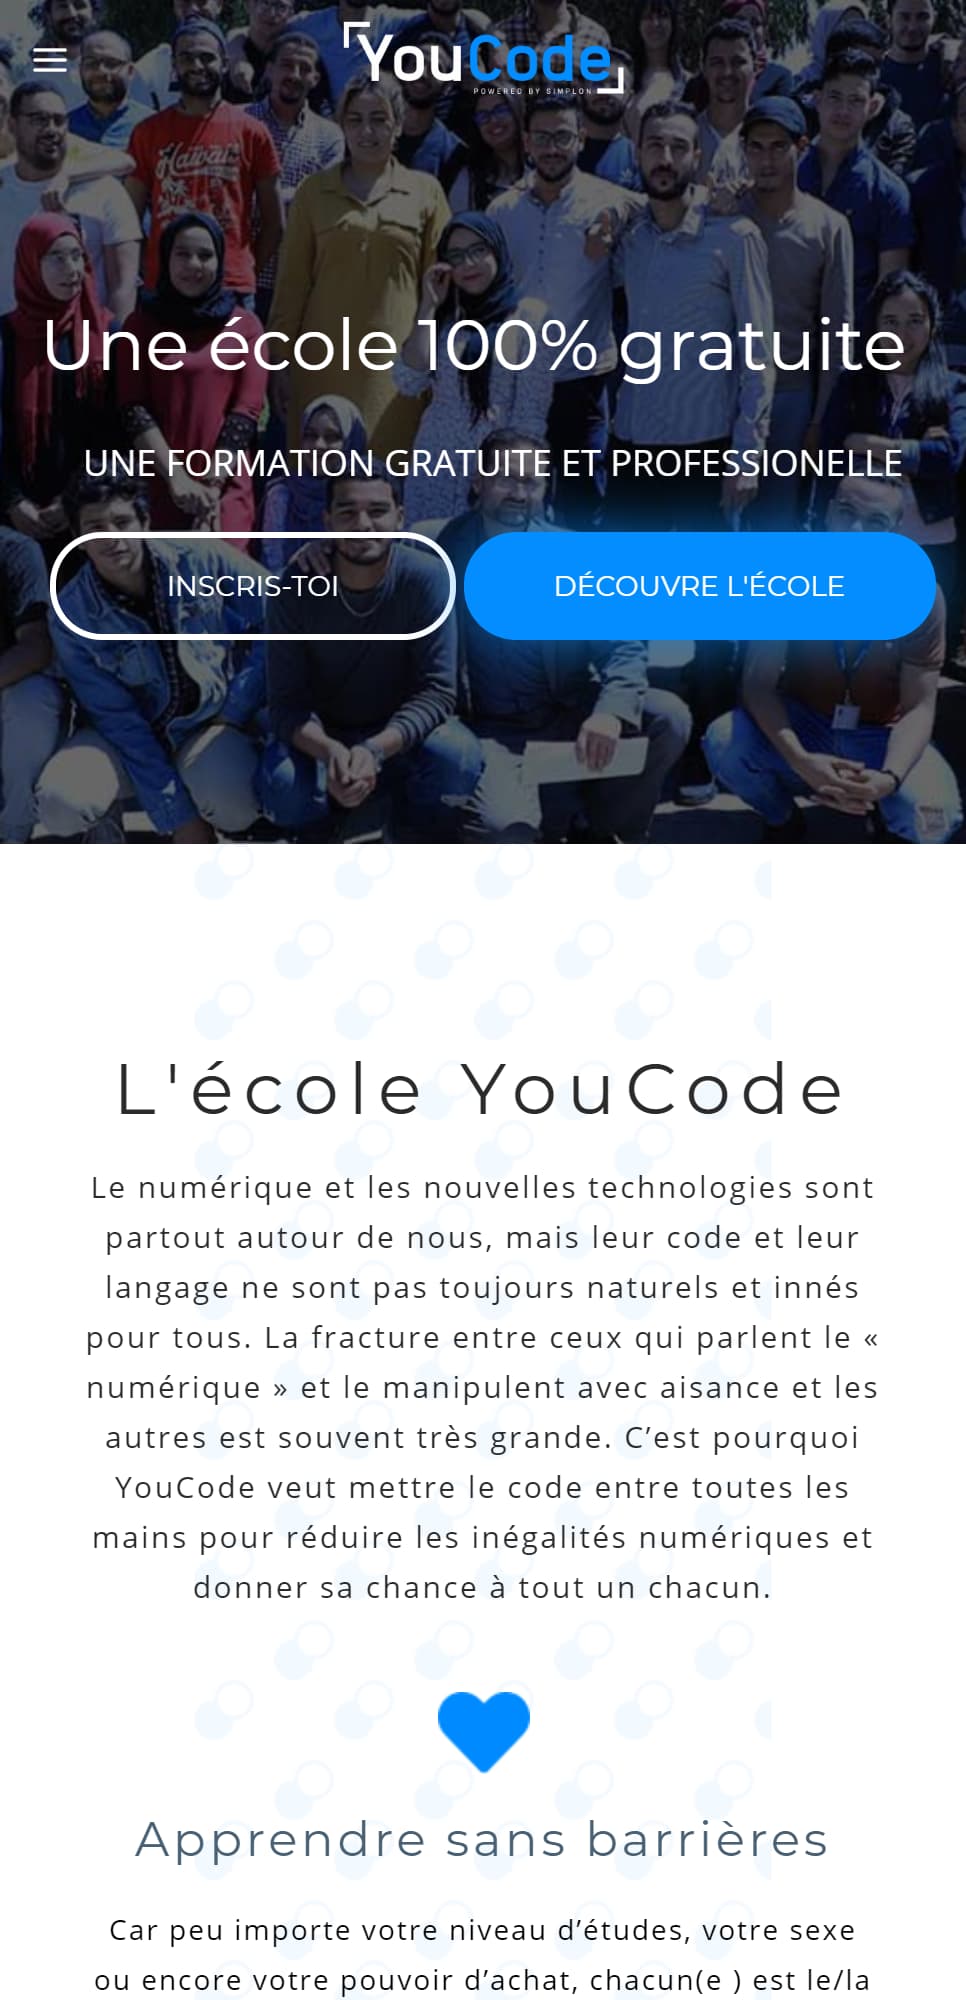 YouCode
POWERED BY SIMPLON
Hawaii
Une école 100% gratuite
UNE FORMATION GRATUITE ET PROFESSIONELLE
INSCRIS-TOI
DÉCOUVRE L'ÉCOLE
L'école YouCode
Le numérique et les nouvelles technologies sont
partout autour de nous, mais leur code et leur
langage ne sont pas toujours naturels et innés
pour tous. La fracture entre ceux qui parlent le «
numérique » et le manipulent avec aisance et les
autres est souvent très grande. C’est pourquoi
YouCode veut mettre le code entre toutes les
mains pour réduire les inégalités numériques et
donner sa chance à tout un chacun.
Apprendre sans barrières
Car peu importe votre niveau d’études, votre sexe
ou encore votre pouvoir d’achat, chacun(e ) est le/la